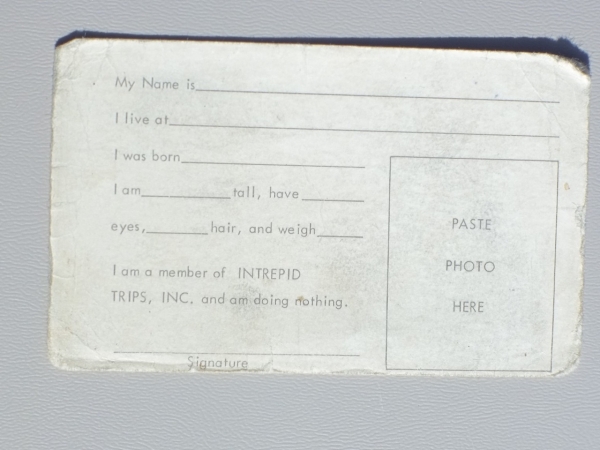 My Name is
I live at
I was born
I am tall, have
eyes, hair, and weigh
I am a member of INTREPID
TRIPS, INC. and am doing nothing.
Signature
PASTE
PHOTO
HERE